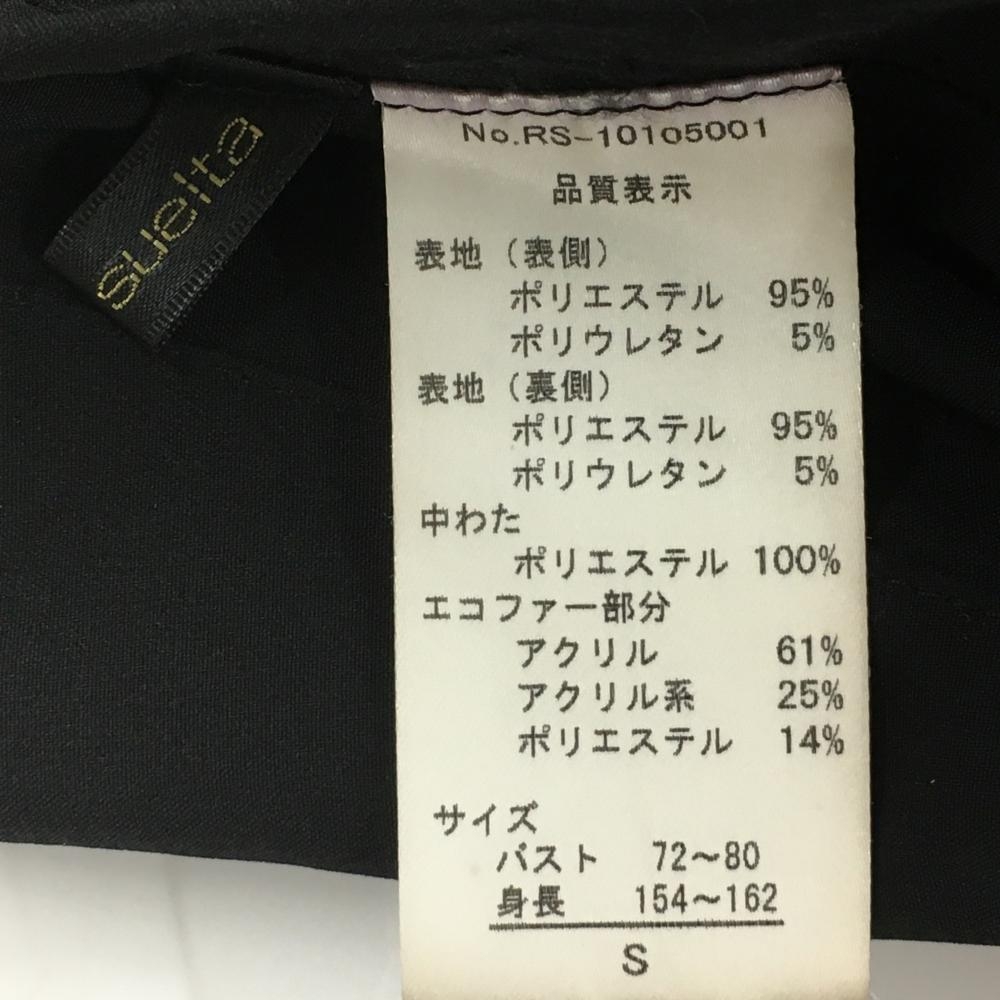 suelta
No.RS-10105001
品質表示
表地(表側)
ポリエステル 95%
ポリウレタン 5%
表地(裏側)
ポリエステル 95%
ポリウレタン 5%
中わた
ポリエステル 100%
エコファー部分
アクリル 61%
アクリル系 25%
ポリエステル 14%
サイズ
バスト 72~80
身長 154~162
S